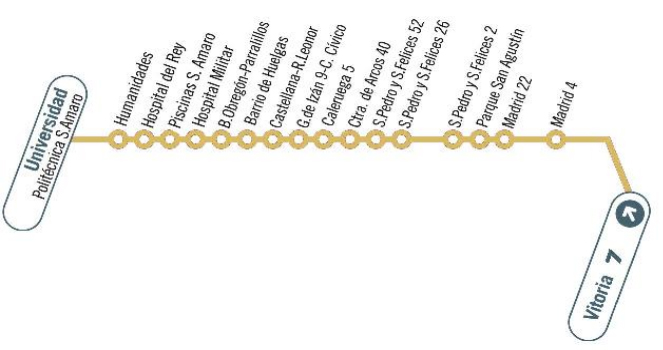 Universidad
Politécnica S.Amaro
Humanidades
Hospital del Rey
Piscinas S. Amaro
Hospital Militar
B.Obregón-Parralillos
Barrio de Huelgas
Castellana-R.Leonor
G.de Izán 9-C. Cívico
Caleruega 5
Ctra. de Arcos 40
S.Pedro y S.Felices 52
S.Pedro y S.Felices 26
S.Pedro y S.Felices 2
Parque San Agustín
Madrid 22
Madrid 4
Vitoria 7